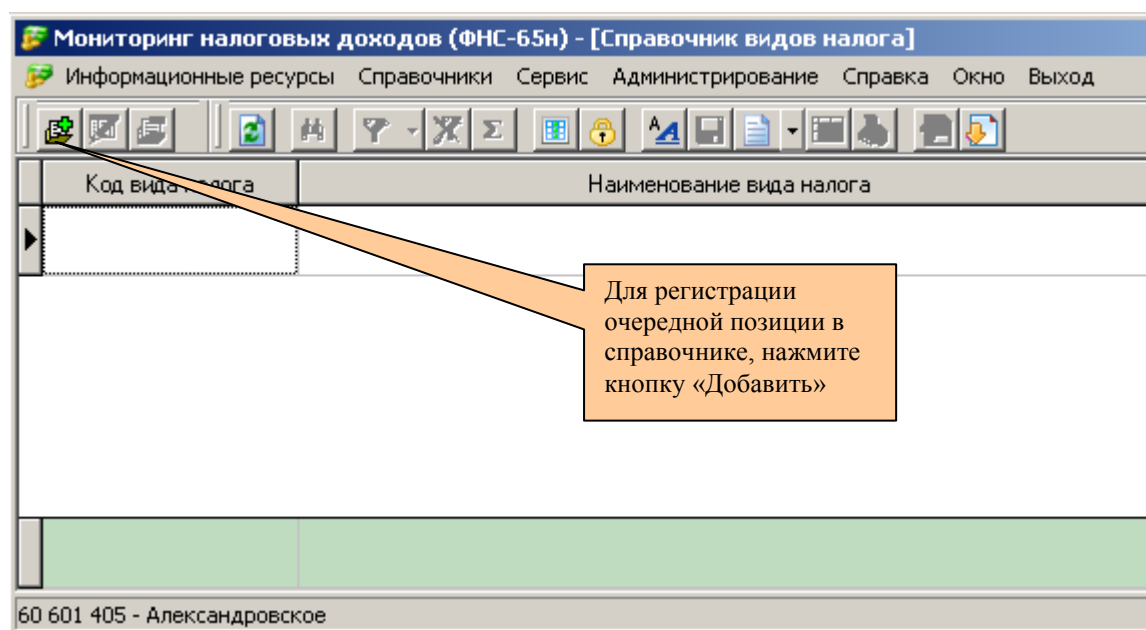 Мониторинг налоговых доходов (ФНС-65н) - [Справочник видов налога]
Информационные ресурсы Справочники Сервис Администрирование Справка Окно Выход
Код вида налога Наименование вида налога
Для регистрации
очередной позиции в
справочнике, нажмите
кнопку «Добавить»
60 601 405 - Александровское